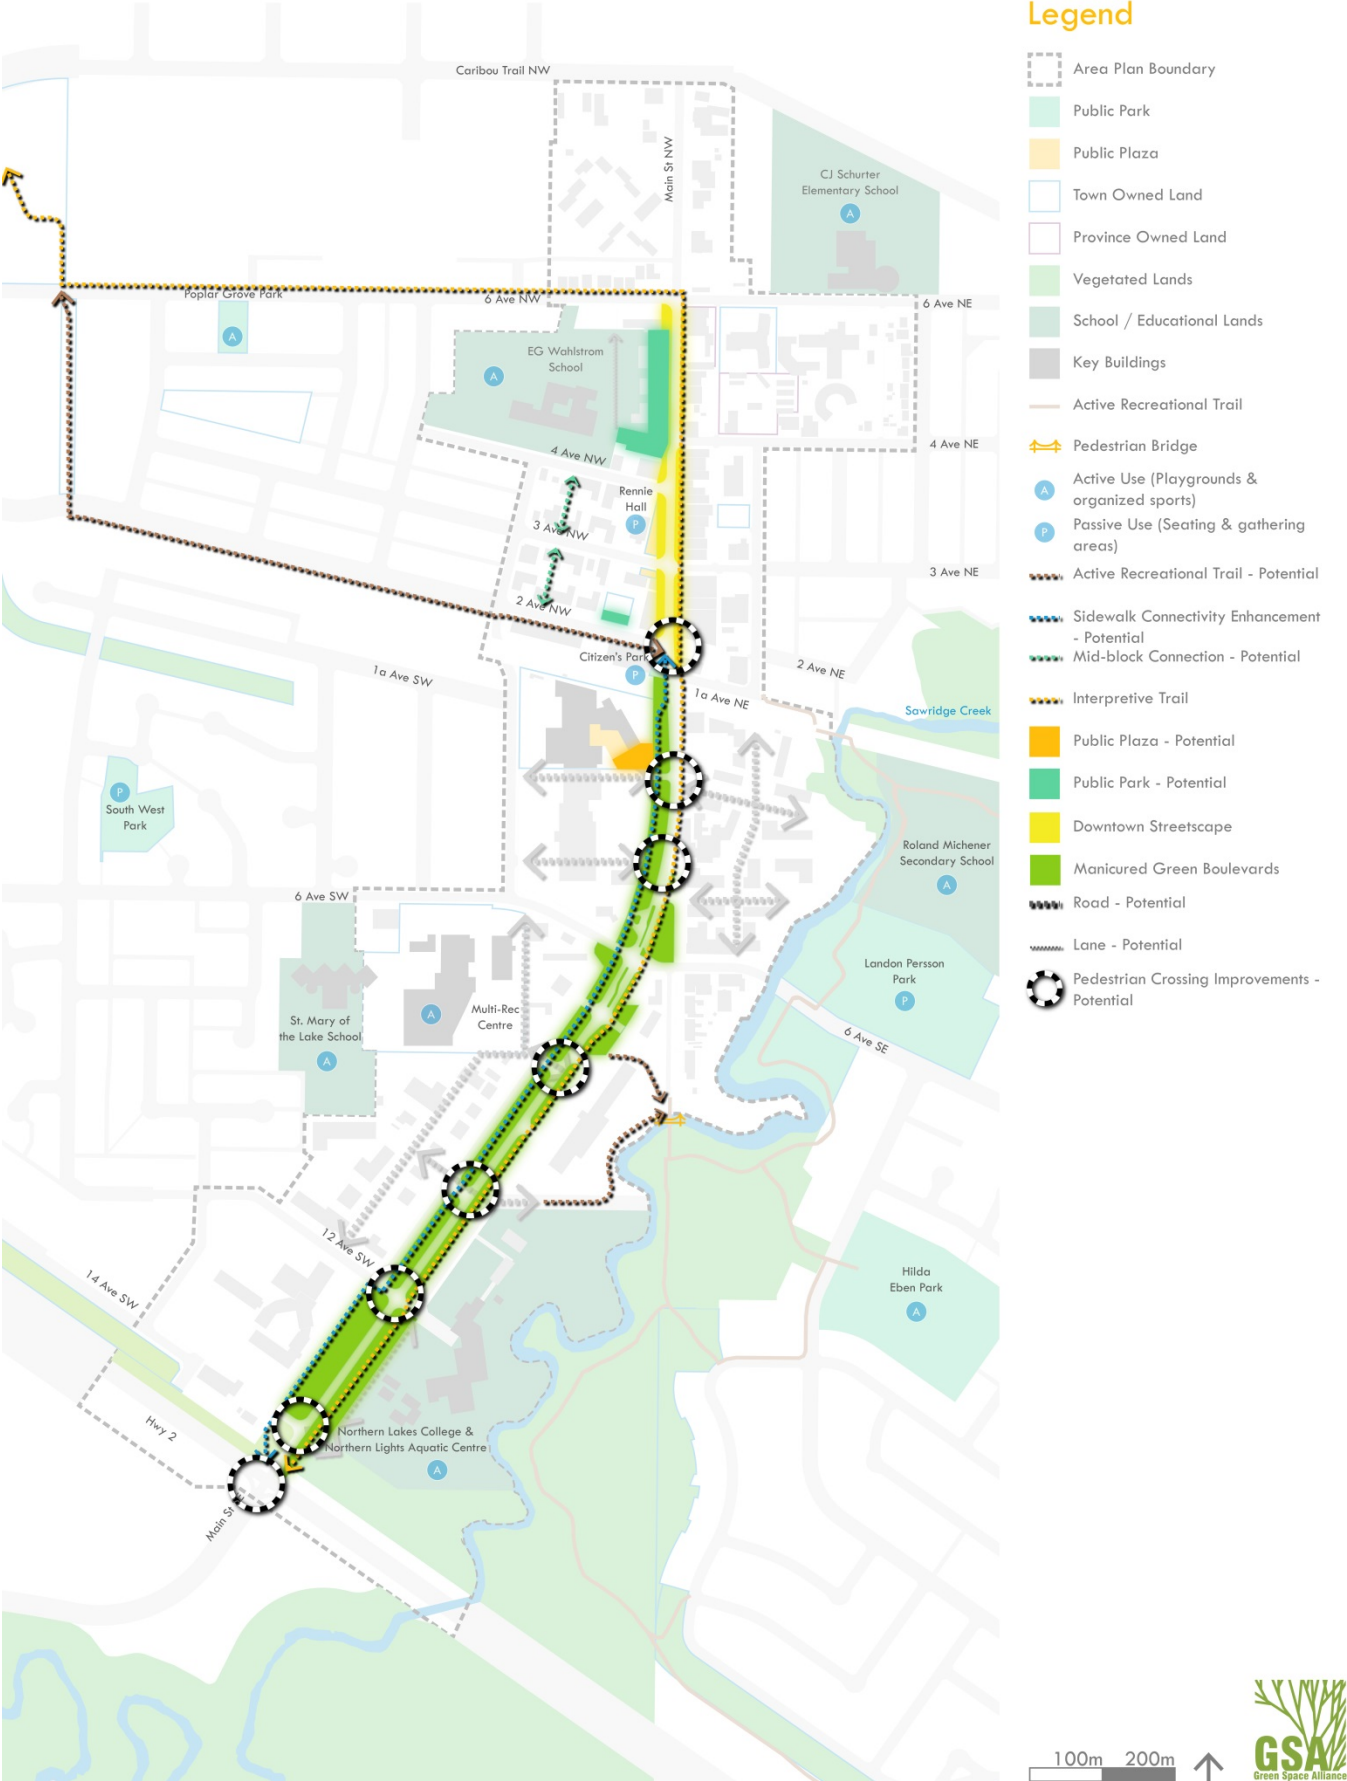 Legend
Area Plan Boundary
Public Park
Public Plaza
Town Owned Land
Province Owned Land
Vegetated Lands
School / Educational Lands
Key Buildings
Active Recreational Trail
Pedestrian Bridge
A
Active Use (Playgrounds &
organized sports)
P
Passive Use (Seating & gathering
areas)
Active Recreational Trail - Potential
Sidewalk Connectivity Enhancement
- Potential
Mid-block Connection - Potential
Interpretive Trail
Public Plaza - Potential
Public Park - Potential
Downtown Streetscape
Manicured Green Boulevards
Road - Potential
Lane - Potential
Pedestrian Crossing Improvements -
Potential
Caribou Trail NW
Main St NW
CJ Schurter
Elementary School
A
Poplar Grove Park
A
6 Ave NW
6 Ave NE
EG Wahlstrom
School
A
4 Ave NW
4 Ave NE
Rennie
Hall
P
3 Ave NW
3 Ave NE
2 Ave NW
Citizen's Park
P
2 Ave NE
1a Ave SW
1a Ave NE
Sawridge Creek
P
South West
Park
Roland Michener
Secondary School
A
6 Ave SW
Landon Persson
Park
P
6 Ave SE
Multi-Rec
Centre
A
St. Mary of
the Lake School
A
12 Ave SW
14 Ave SW
Hilda
Eben Park
A
Hwy 2
Northern Lakes College &
Northern Lights Aquatic Centre
A
Main St
100m 200m
GSA
Green Space Alliance